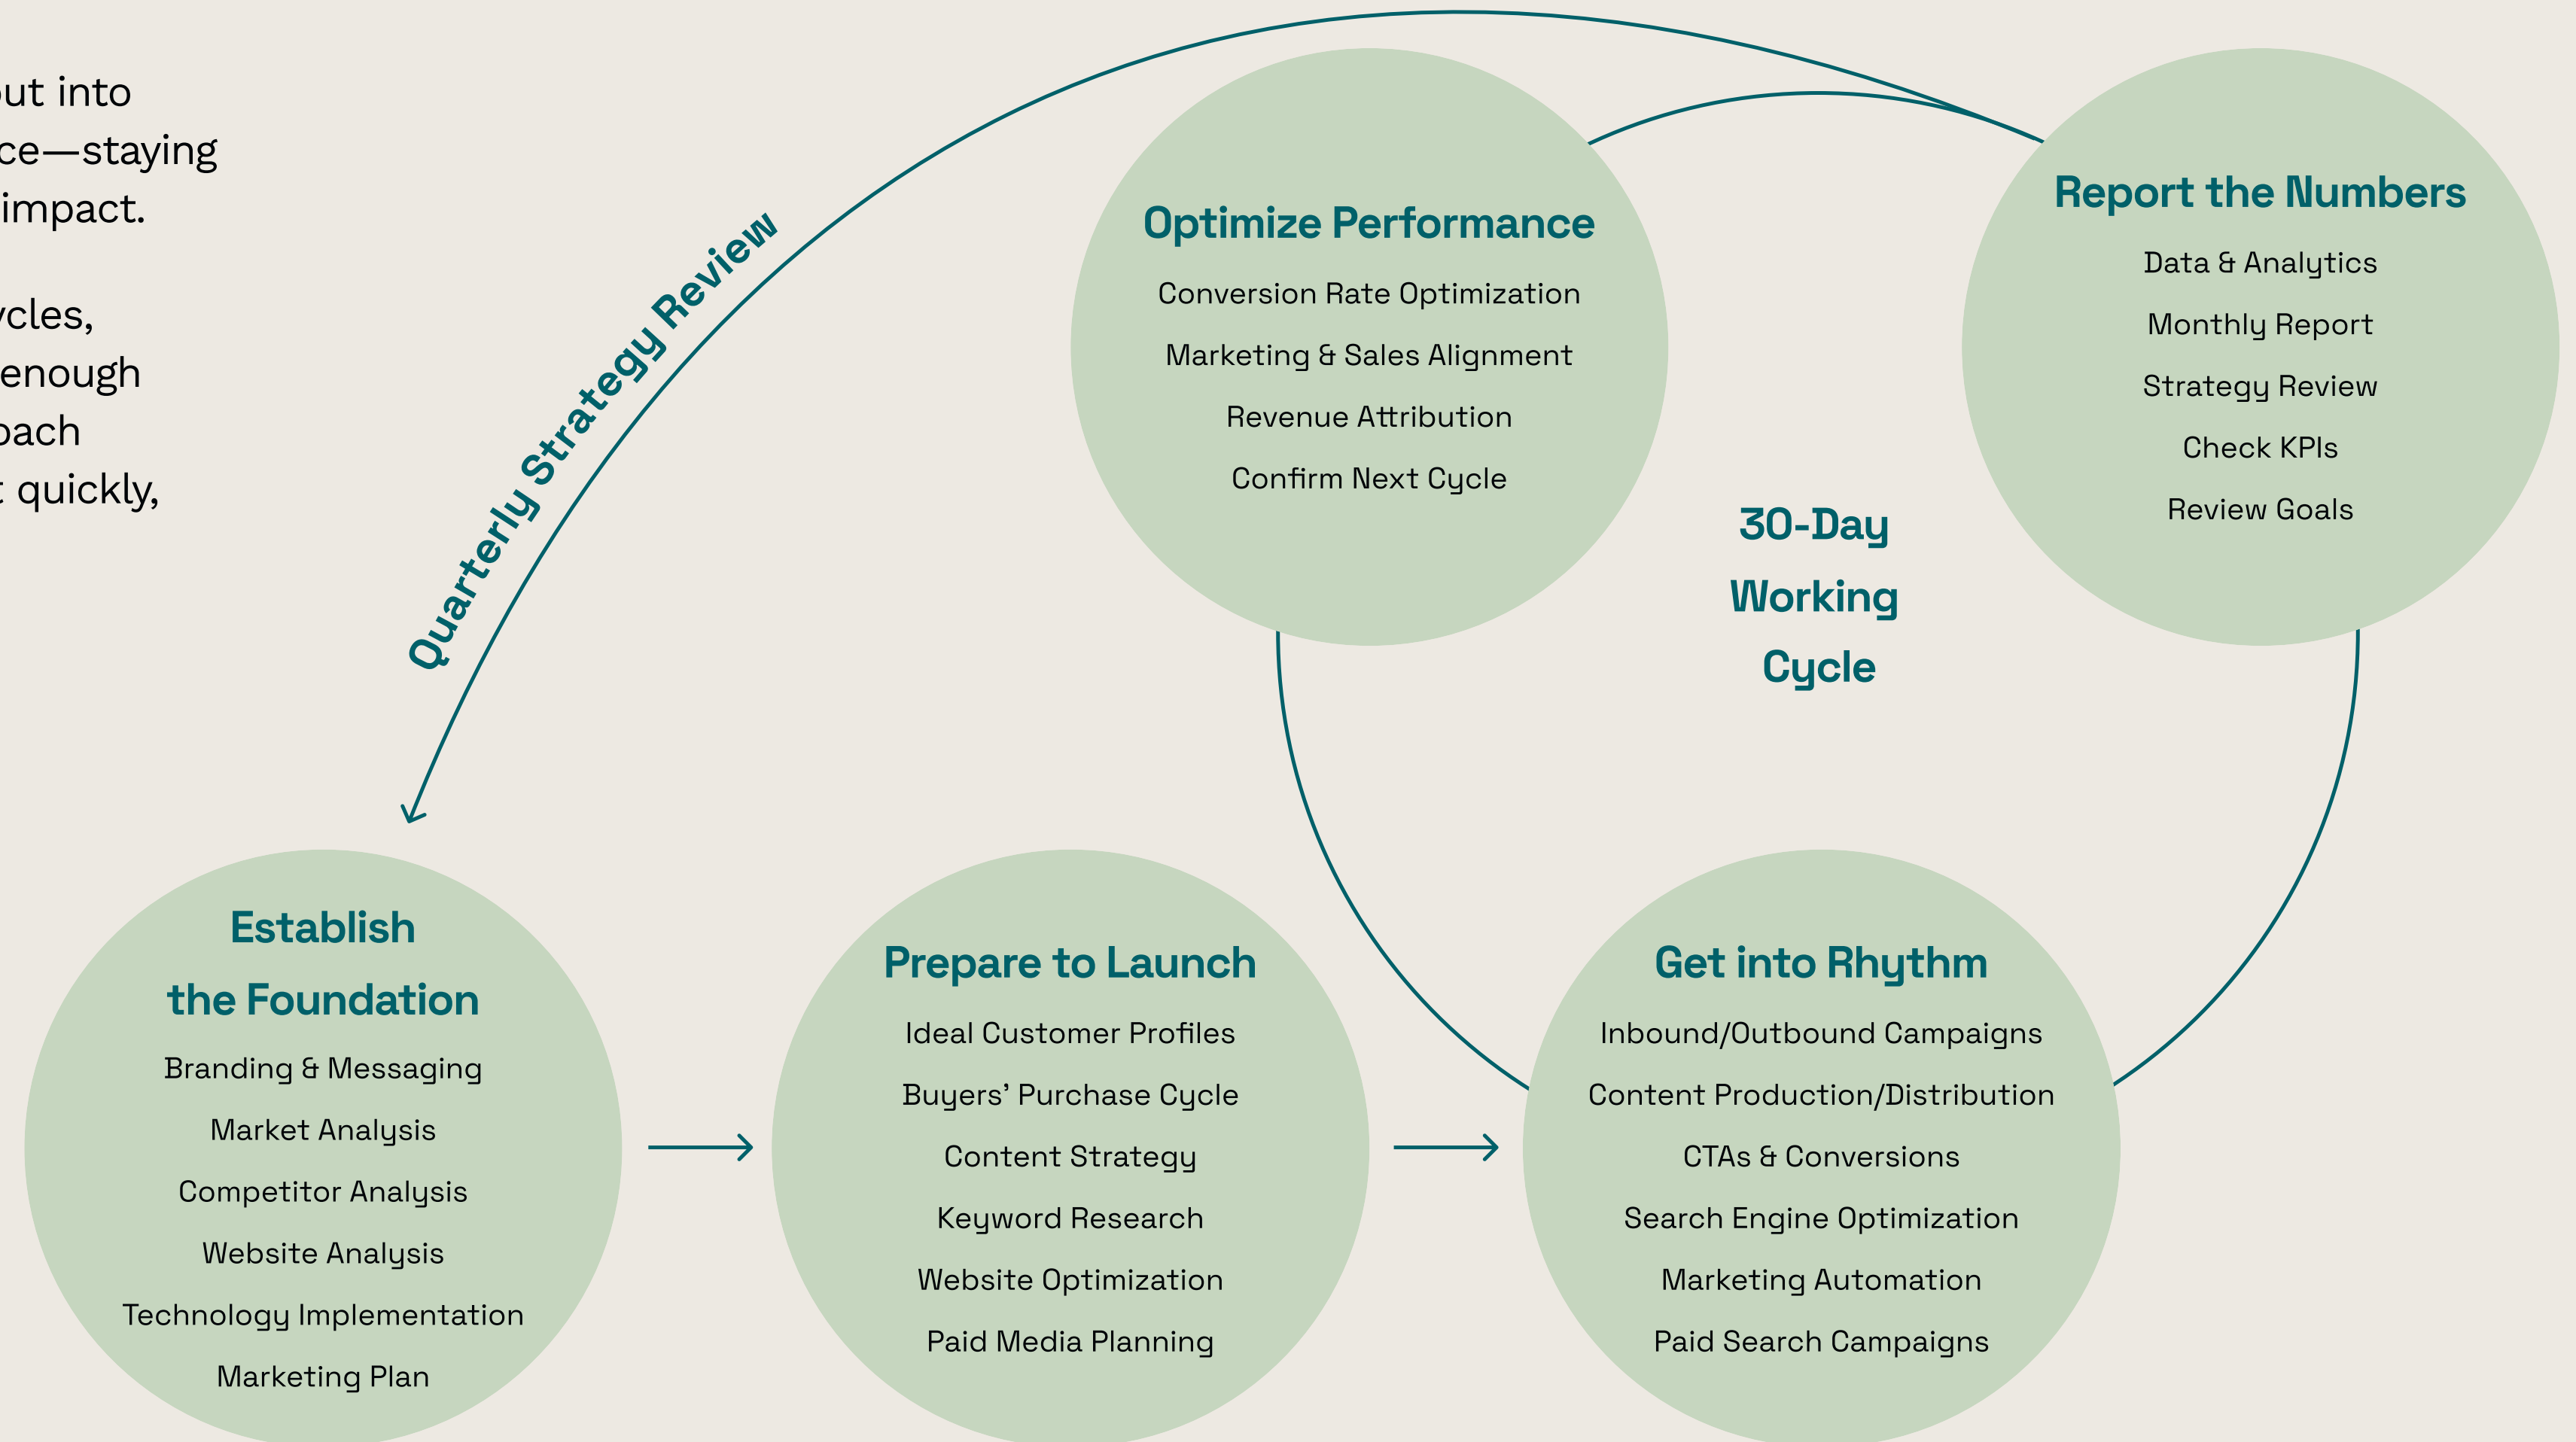 out into
ce—staying
impact.
ycles,
enough
oach
t quickly,
Quarterly Strategy Review
Optimize Performance
Conversion Rate Optimization
Marketing & Sales Alignment
Revenue Attribution
Confirm Next Cycle
Report the Numbers
Data & Analytics
Monthly Report
Strategy Review
Check KPIs
Review Goals
30-Day
Working
Cycle
Establish
the Foundation
Branding & Messaging
Market Analysis
Competitor Analysis
Website Analysis
Technology Implementation
Marketing Plan
Prepare to Launch
Ideal Customer Profiles
Buyers’ Purchase Cycle
Content Strategy
Keyword Research
Website Optimization
Paid Media Planning
Get into Rhythm
Inbound/Outbound Campaigns
Content Production/Distribution
CTAs & Conversions
Search Engine Optimization
Marketing Automation
Paid Search Campaigns